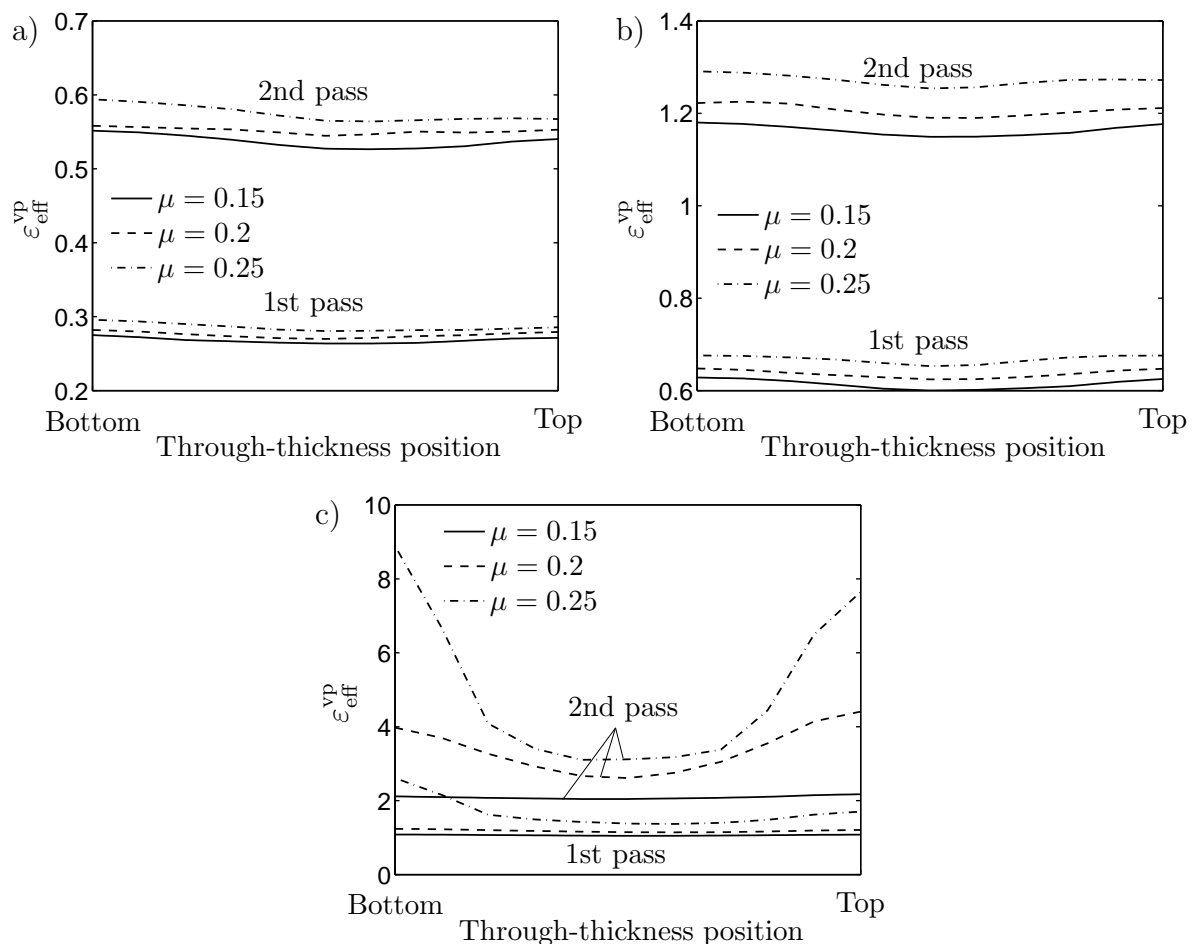 a)
0.7
0.6
0.5
0.4
0.3
0.2
ε^vp_eff
2nd pass
μ = 0.15
μ = 0.2
μ = 0.25
1st pass
Bottom
Top
Through-thickness position
b)
1.4
1.2
1
0.8
0.6
ε^vp_eff
2nd pass
μ = 0.15
μ = 0.2
μ = 0.25
1st pass
Bottom
Top
Through-thickness position
c)
10
8
6
4
2
0
ε^vp_eff
μ = 0.15
μ = 0.2
μ = 0.25
2nd pass
1st pass
Bottom
Top
Through-thickness position